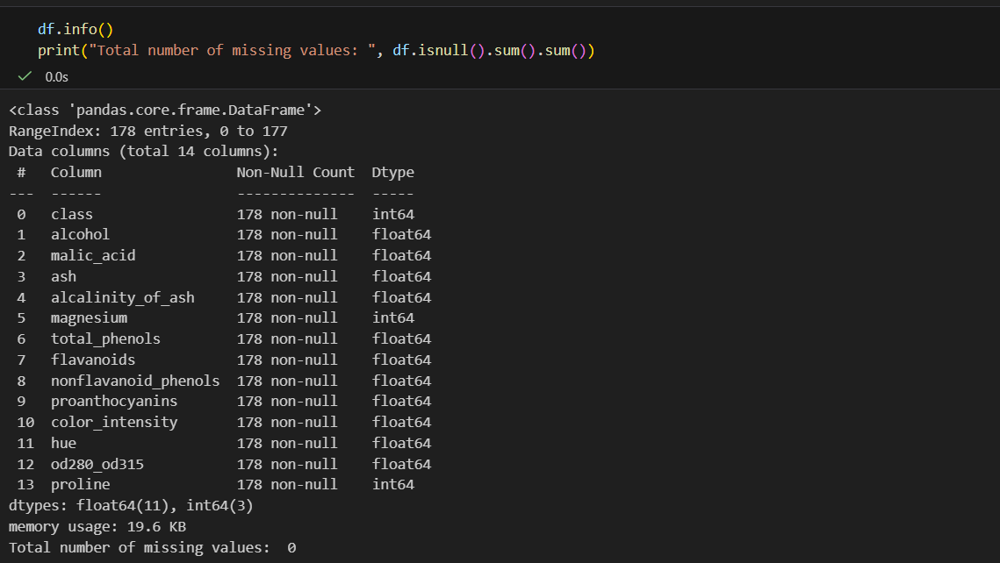 df.info()
print("Total number of missing values: ", df.isnull().sum().sum())
0.0s
<class 'pandas.core.frame.DataFrame'>
RangeIndex: 178 entries, 0 to 177
Data columns (total 14 columns):
 #   Column                Non-Null Count  Dtype
---  ------                --------------  -----
 0   class                 178 non-null    int64
 1   alcohol               178 non-null    float64
 2   malic_acid            178 non-null    float64
 3   ash                   178 non-null    float64
 4   alcalinity_of_ash     178 non-null    float64
 5   magnesium             178 non-null    int64
 6   total_phenols         178 non-null    float64
 7   flavanoids            178 non-null    float64
 8   nonflavanoid_phenols  178 non-null    float64
 9   proanthocyanins       178 non-null    float64
 10  color_intensity       178 non-null    float64
 11  hue                   178 non-null    float64
 12  od280_od315           178 non-null    float64
 13  proline               178 non-null    int64
dtypes: float64(11), int64(3)
memory usage: 19.6 KB
Total number of missing values:  0